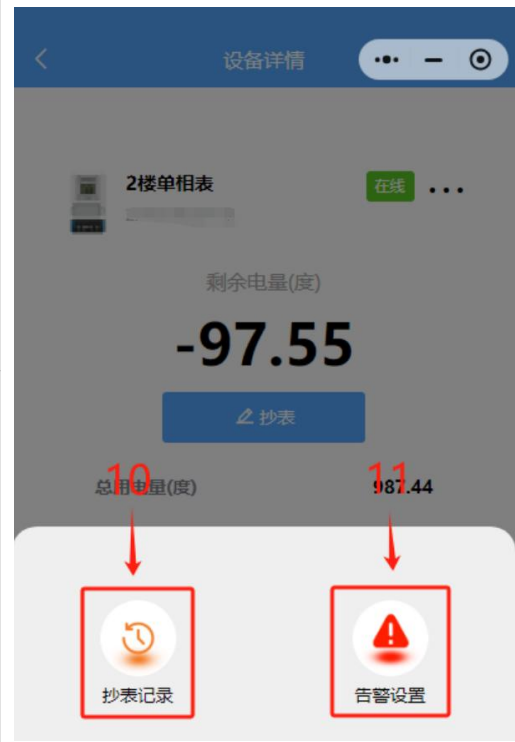 设备详情
2楼单相表
在线
剩余电量(度)
-97.55
抄表
10
11
总用电量(度)
987.44
抄表记录
告警设置